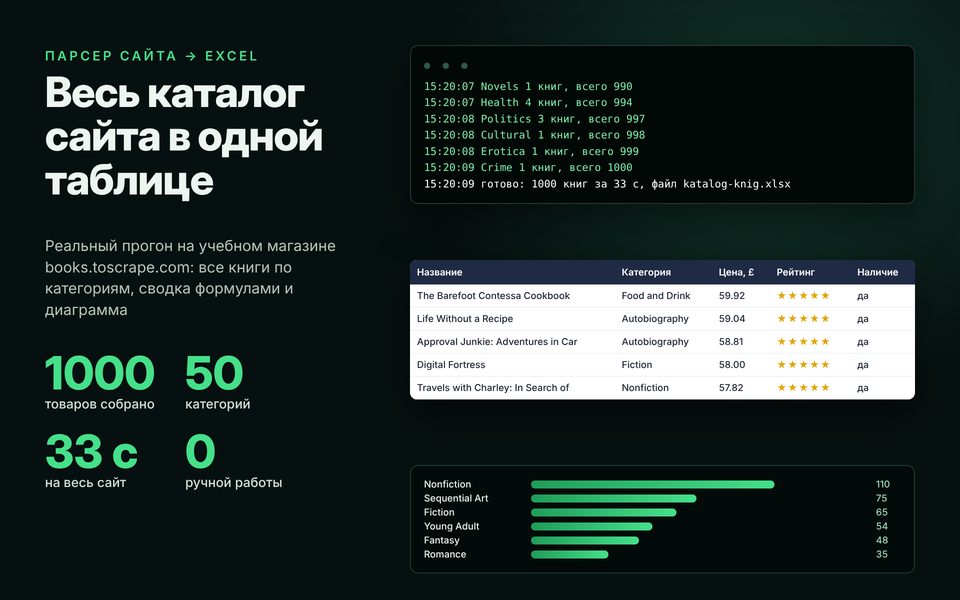 ПАРСЕР САЙТА → EXCEL
Весь каталог
сайта в одной
таблице
Реальный прогон на учебном магазине
books.toscrape.com: все книги по
категориям, сводка формулами и
диаграмма
1000 50
товаров собрано категорий
33 с 0
на весь сайт ручной работы
15:20:07 Novels 1 книг, всего 990
15:20:07 Health 4 книг, всего 994
15:20:08 Politics 3 книг, всего 997
15:20:08 Cultural 1 книг, всего 998
15:20:08 Erotica 1 книг, всего 999
15:20:09 Crime 1 книг, всего 1000
15:20:09 готово: 1000 книг за 33 с, файл katalog-knig.xlsx
Название Категория Цена, £ Рейтинг Наличие
The Barefoot Contessa Cookbook Food and Drink 59.92 ★★★★★ да
Life Without a Recipe Autobiography 59.04 ★★★★★ да
Approval Junkie: Adventures in Car Autobiography 58.81 ★★★★★ да
Digital Fortress Fiction 58.00 ★★★★★ да
Travels with Charley: In Search of Nonfiction 57.82 ★★★★★ да
Nonfiction 110
Sequential Art 75
Fiction 65
Young Adult 54
Fantasy 48
Romance 35